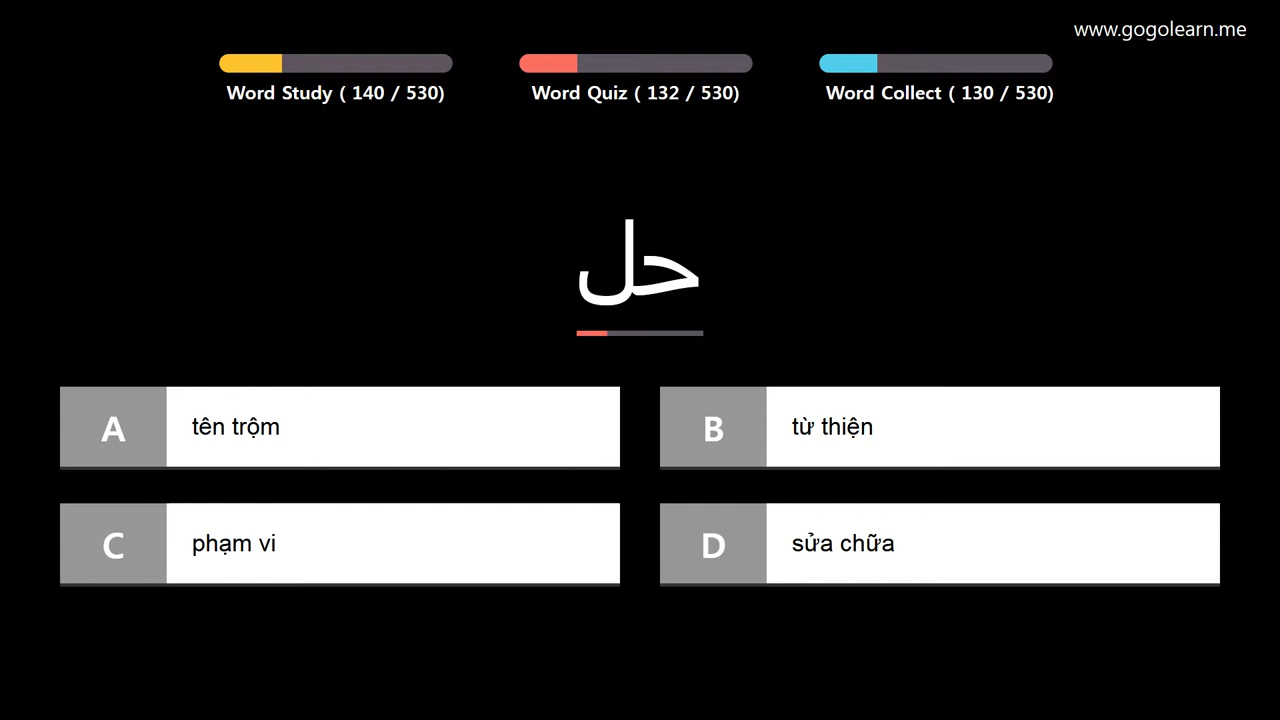 www.gogolearn.me
Word Study ( 140 / 530)
Word Quiz ( 132 / 530)
Word Collect ( 130 / 530)
حل
A
tên trộm
B
từ thiện
C
phạm vi
D
sửa chữa